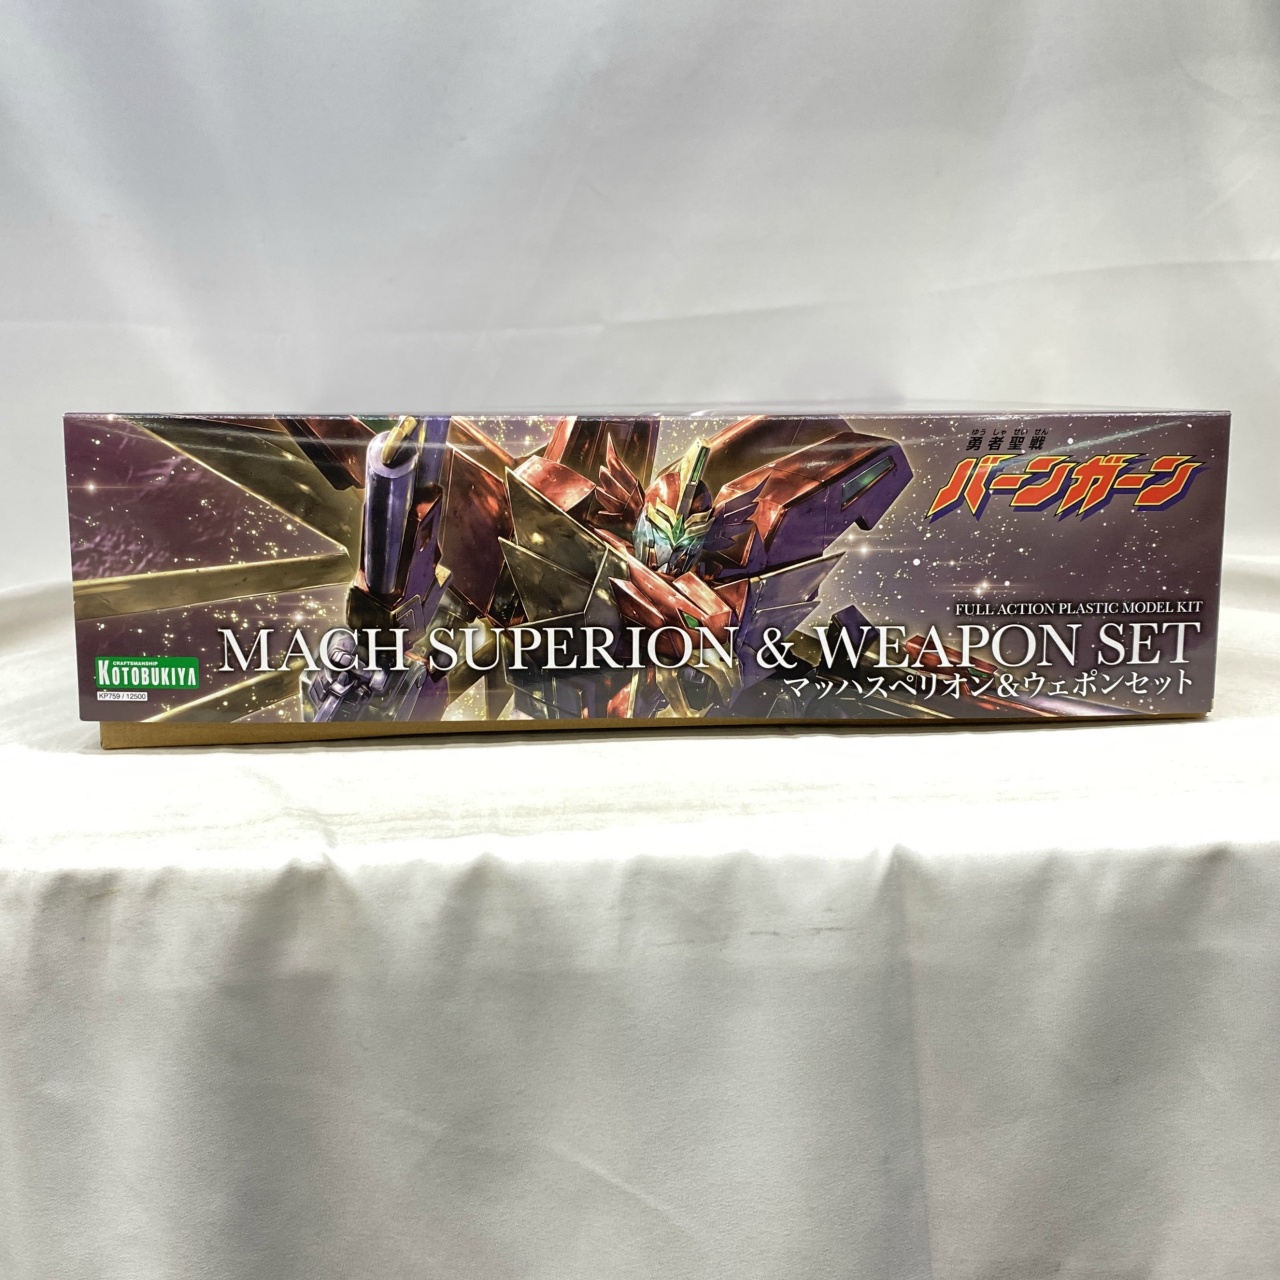 ゆうしゃせいせん
勇者聖戦
バーンガーン
FULL ACTION PLASTIC MODEL KIT
MACH SUPERION & WEAPON SET
マッハスペリオン&ウェポンセット
CRAFTSMANSHIP
KOTOBUKIYA
KP759 / 12500